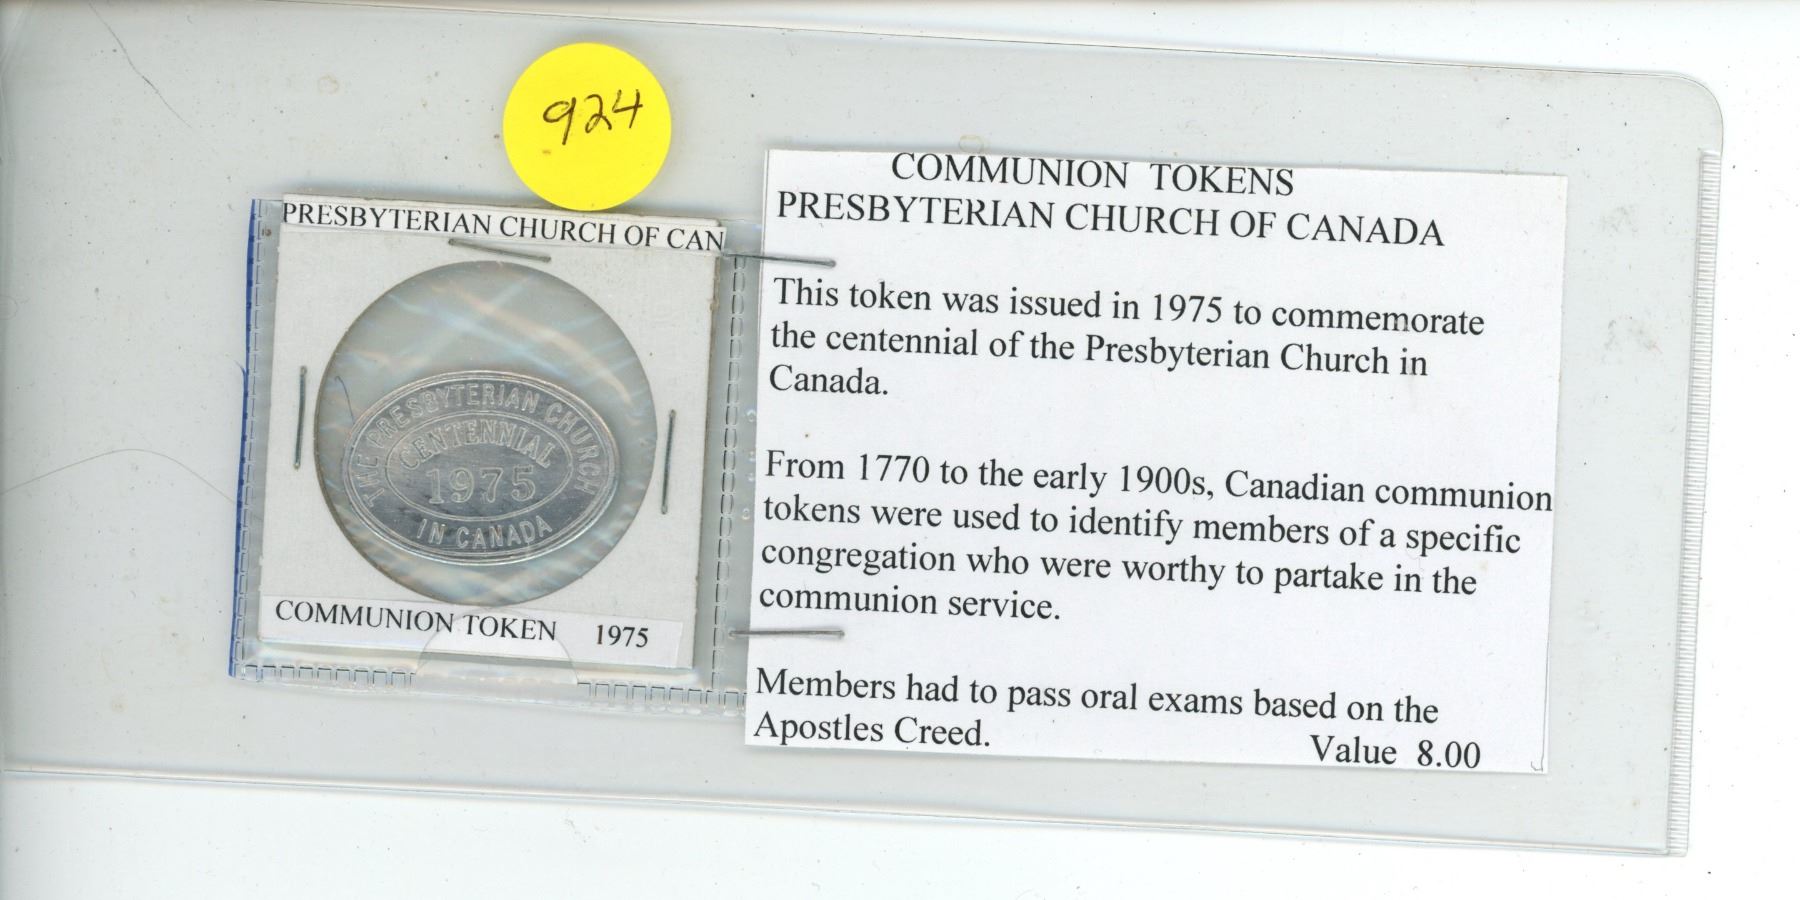 924
PRESBYTERIAN CHURCH OF CAN
THE PRESBYTERIAN CHURCH
CENTENNIAL
1975
IN CANADA
COMMUNION TOKEN 1975
COMMUNION TOKENS
PRESBYTERIAN CHURCH OF CANADA
This token was issued in 1975 to commemorate
the centennial of the Presbyterian Church in
Canada.
From 1770 to the early 1900s, Canadian communion
tokens were used to identify members of a specific
congregation who were worthy to partake in the
communion service.
Members had to pass oral exams based on the
Apostles Creed.
Value 8.00